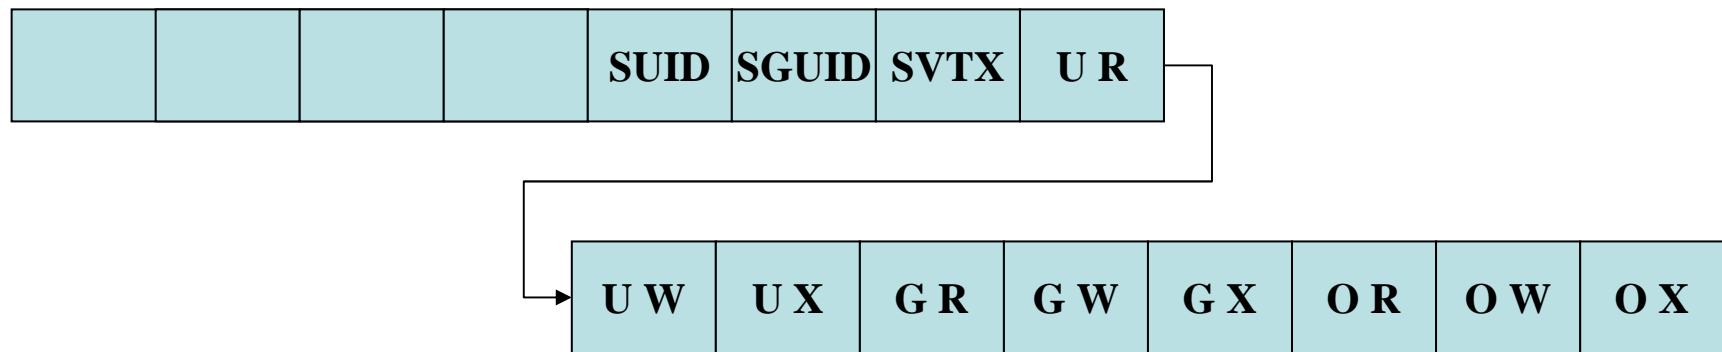 SUID SGUID SVTX U R
U W U X G R G W G X O R O W O X